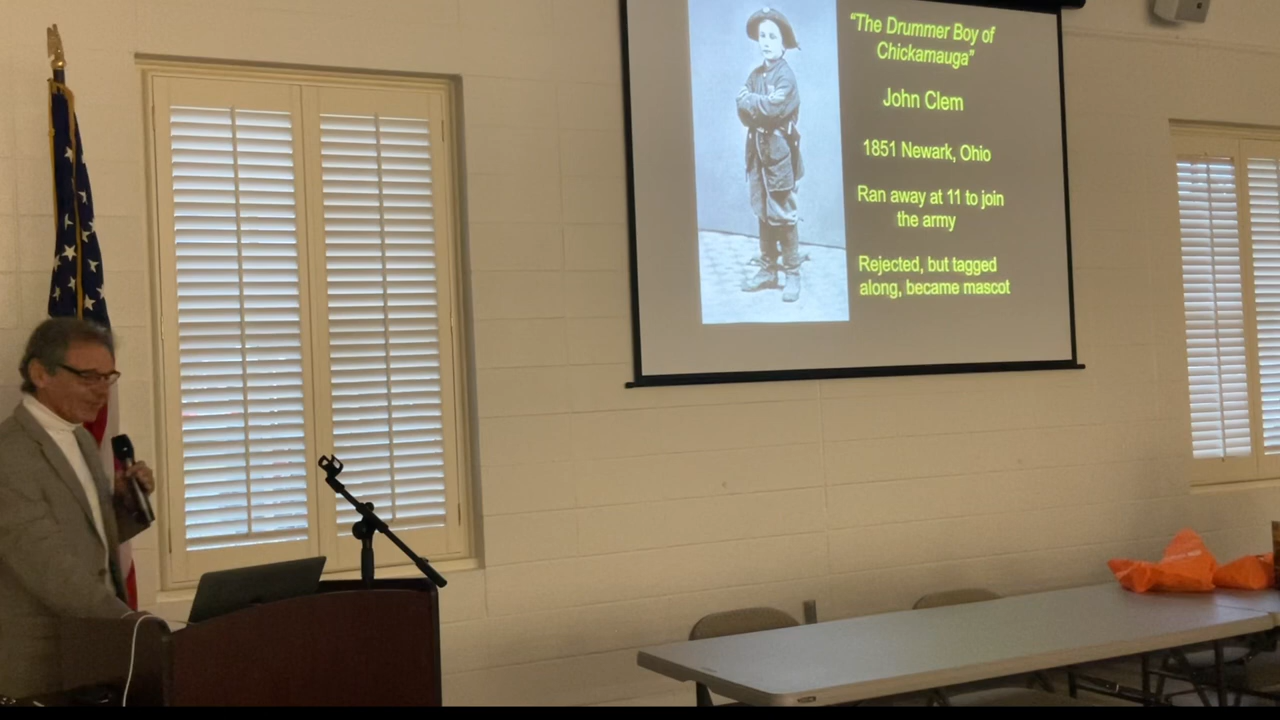 "The Drummer Boy of
Chickamauga"
John Clem
1851 Newark, Ohio
Ran away at 11 to join
the army
Rejected, but tagged
along, became mascot